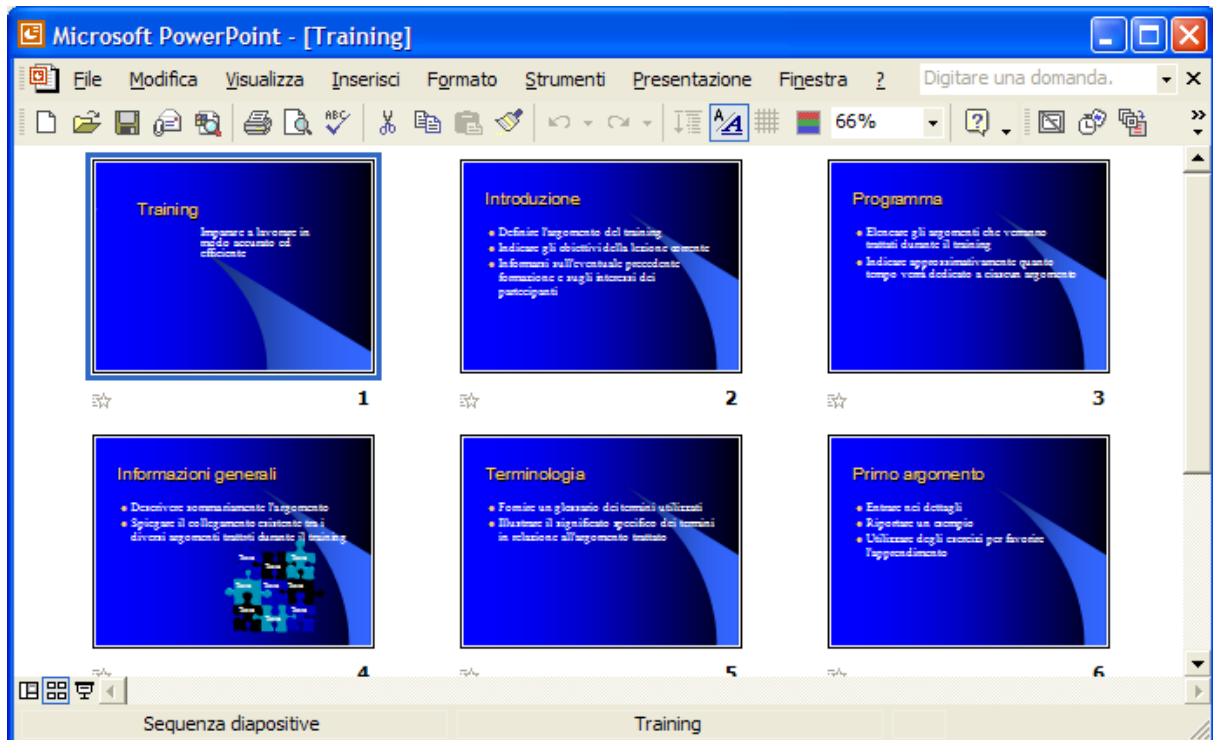 Microsoft PowerPoint - [Training]
File Modifica Visualizza Inserisci Formato Strumenti Presentazione Finestra ? Digitare una domanda.
66%
Training
Imparare a lavorare in
modo accurato ed
efficiente
1
Introduzione
Definire l'argomento del training
Indicare gli obiettivi della lezione corrente
Informarsi sull'eventuale precedente
formazione e sugli interessi dei
partecipanti
2
Programma
Elencare gli argomenti che verranno
trattati durante il training
Indicare approssimativamente quanto
tempo verrà dedicato a ciascun argomento
3
Informazioni generali
Descrivere sommariamente l'argomento
Spiegare il collegamento esistente tra i
diversi argomenti trattati durante il training
4
Terminologia
Fornire un glossario dei termini utilizzati
Illustrare il significato specifico dei termini
in relazione all'argomento trattato
5
Primo argomento
Entrare nei dettagli
Riportare un esempio
Utilizzare degli esercizi per favorire
l'apprendimento
6
Sequenza diapositive
Training